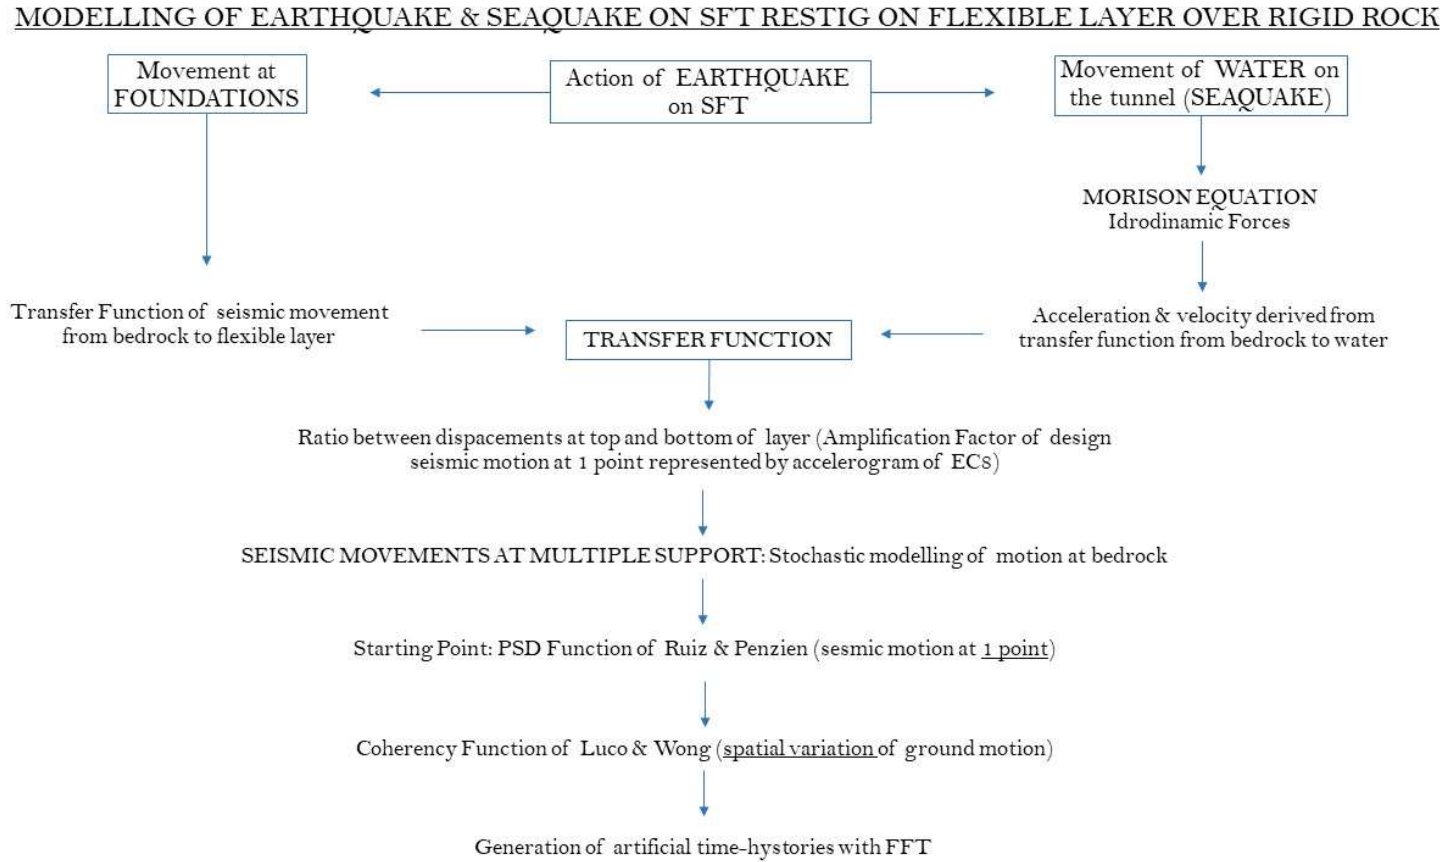 MODELLING OF EARTHQUAKE & SEAQUAKE ON SFT RESTIG ON FLEXIBLE LAYER OVER RIGID ROCK
Movement at
FOUNDATIONS
Action of EARTHQUAKE
on SFT
Movement of WATER on
the tunnel (SEAQUAKE)
MORISON EQUATION
Idrodinamic Forces
Transfer Function of seismic movement
from bedrock to flexible layer
TRANSFER FUNCTION
Acceleration & velocity derived from
transfer function from bedrock to water
Ratio between dispacements at top and bottom of layer (Amplification Factor of design
seismic motion at 1 point represented by accelerogram of EC8)
SEISMIC MOVEMENTS AT MULTIPLE SUPPORT: Stochastic modelling of motion at bedrock
Starting Point: PSD Function of Ruiz & Penzien (sesmic motion at 1 point)
Coherency Function of Luco & Wong (spatial variation of ground motion)
Generation of artificial time-hystories with FFT